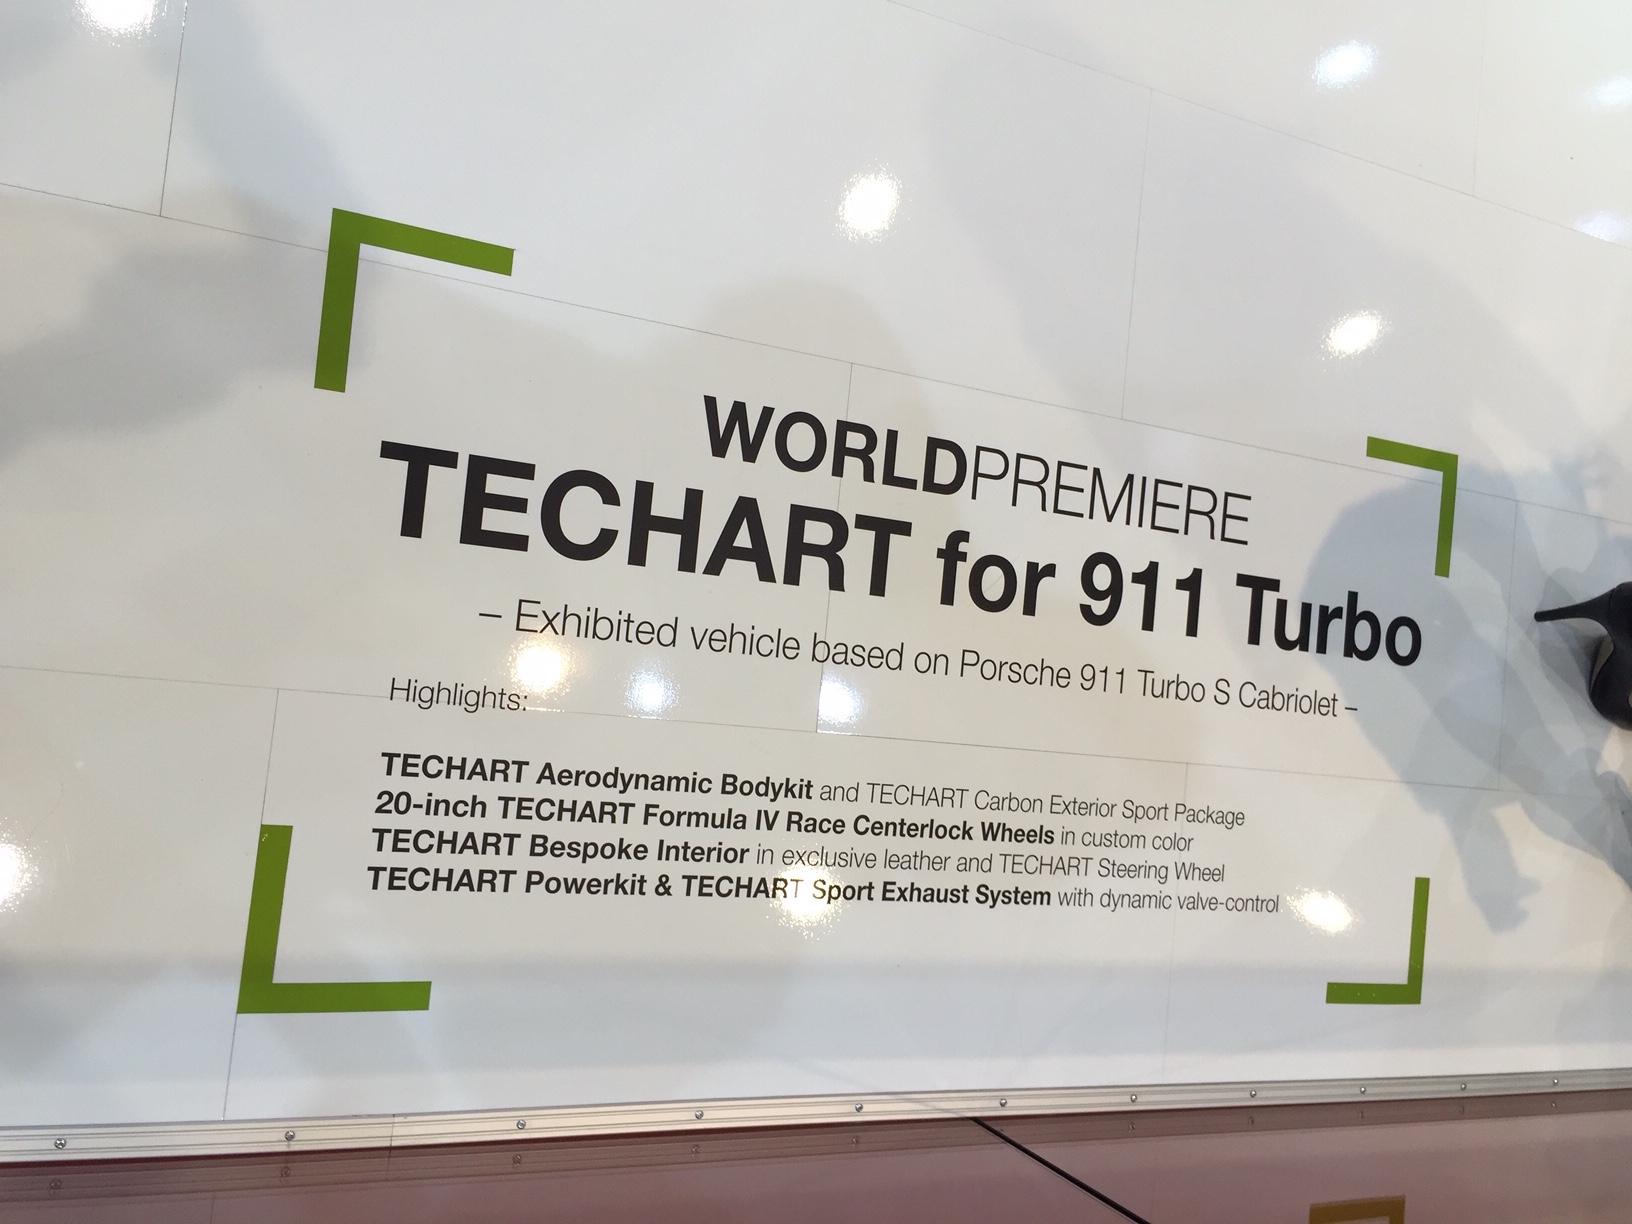 WORLDPREMIERE
TECHART for 911 Turbo
– Exhibited vehicle based on Porsche 911 Turbo S Cabriolet –
Highlights:
TECHART Aerodynamic Bodykit and TECHART Carbon Exterior Sport Package
20-inch TECHART Formula IV Race Centerlock Wheels in custom color
TECHART Bespoke Interior in exclusive leather and TECHART Steering Wheel
TECHART Powerkit & TECHART Sport Exhaust System with dynamic valve-control